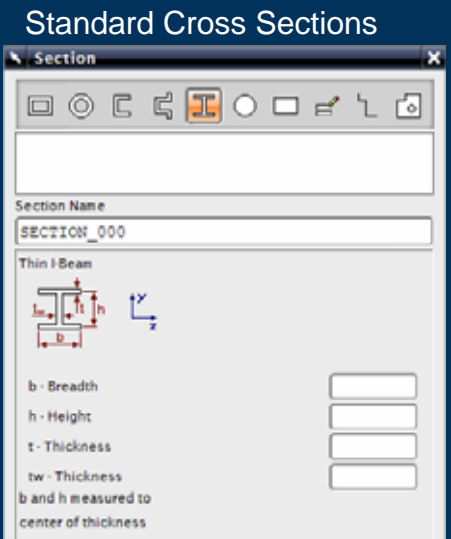 Standard Cross Sections
Section
Section Name
SECTION_000
Thin I-Beam
y
tw
t
h
z
b
b - Breadth
h - Height
t - Thickness
tw - Thickness
b and h measured to
center of thickness